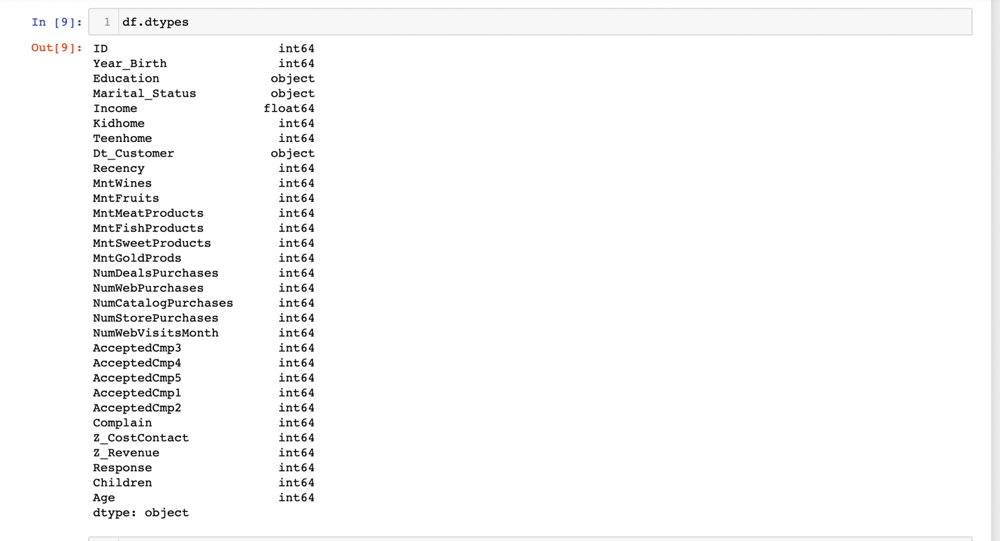 In [9]: 1 df.dtypes
Out[9]: ID int64
Year_Birth int64
Education object
Marital_Status object
Income float64
Kidhome int64
Teenhome int64
Dt_Customer object
Recency int64
MntWines int64
MntFruits int64
MntMeatProducts int64
MntFishProducts int64
MntSweetProducts int64
MntGoldProds int64
NumDealsPurchases int64
NumWebPurchases int64
NumCatalogPurchases int64
NumStorePurchases int64
NumWebVisitsMonth int64
AcceptedCmp3 int64
AcceptedCmp4 int64
AcceptedCmp5 int64
AcceptedCmp1 int64
AcceptedCmp2 int64
Complain int64
Z_CostContact int64
Z_Revenue int64
Response int64
Children int64
Age int64
dtype: object